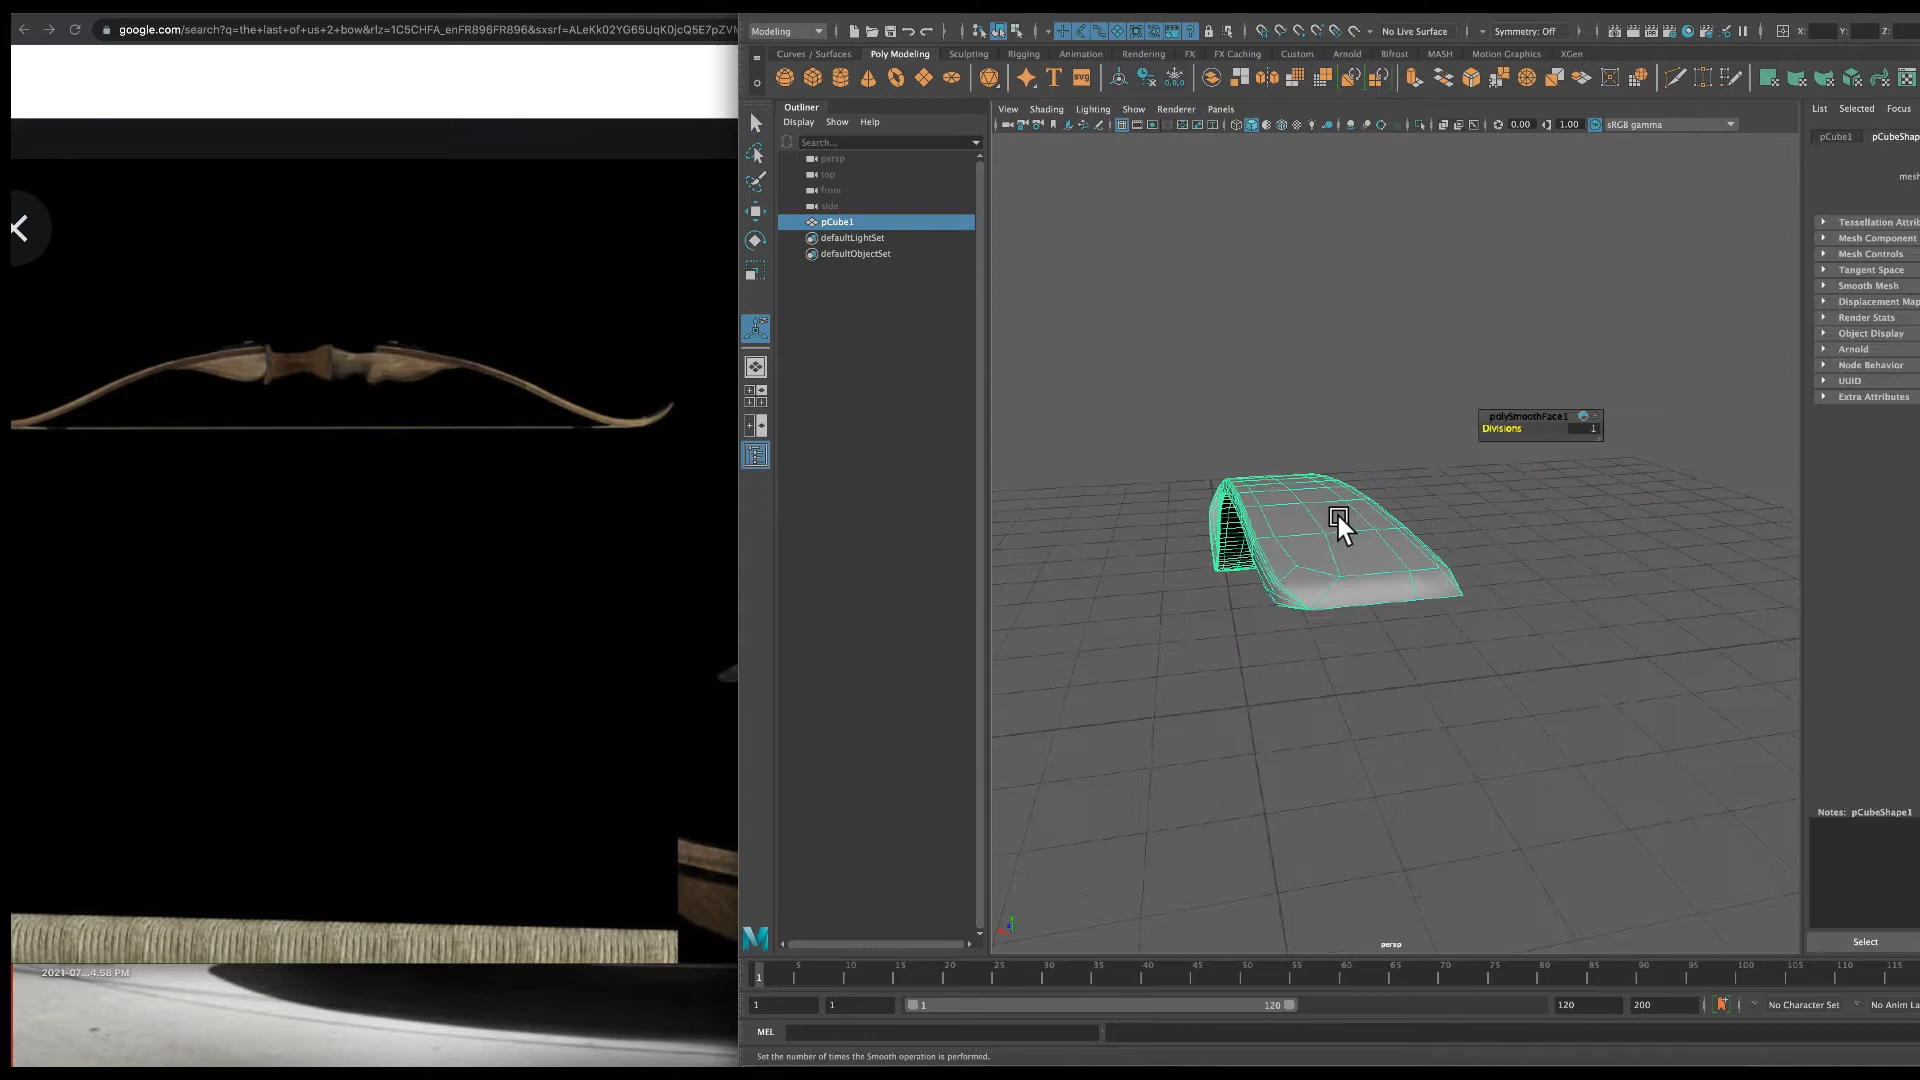 google.com/search?q=the+last+of+us+2+bow&rlz=1C5CHFA_enFR896FR896&sxsrf=ALeKk02YG65UqK0jcQ5E7pZVM
2021-07...4.58 PM
Modeling
No Live Surface
Symmetry: Off
X:
Y:
Z:
Curves / Surfaces
Poly Modeling
Sculpting
Rigging
Animation
Rendering
FX
FX Caching
Custom
Arnold
Bifrost
MASH
Motion Graphics
XGen
T
SVG
0,0,0
Outliner
Display
Show
Help
Search...
persp
top
front
side
pCube1
defaultLightSet
defaultObjectSet
View
Shading
Lighting
Show
Renderer
Panels
0.00
1.00
sRGB gamma
polySmoothFace1
Divisions
1
persp
List
Selected
Focus
pCube1
pCubeShap
mesh
Tessellation Attrib
Mesh Component
Mesh Controls
Tangent Space
Smooth Mesh
Displacement Map
Render Stats
Object Display
Arnold
Node Behavior
UUID
Extra Attributes
Notes: pCubeShape1
Select
1
5
10
15
20
25
30
35
40
45
50
55
60
65
70
75
80
85
90
95
100
105
110
115
1
1
1
120
120
200
No Character Set
No Anim La
MEL
Set the number of times the Smooth operation is performed.